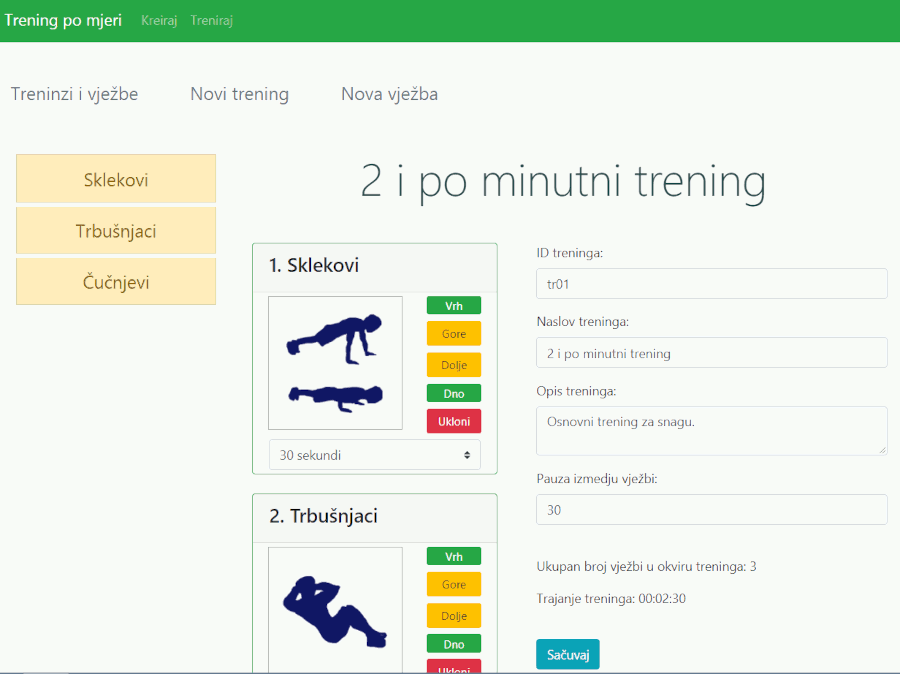 Trening po mjeri Kreiraj Treniraj
Treninzi i vježbe Novi trening Nova vježba
Sklekovi
Trbušnjaci
Čučnjevi
2 i po minutni trening
1. Sklekovi
Vrh
Gore
Dolje
Dno
Ukloni
30 sekundi
2. Trbušnjaci
Vrh
Gore
Dolje
Dno
Ukloni
ID treninga:
tr01
Naslov treninga:
2 i po minutni trening
Opis treninga:
Osnovni trening za snagu.
Pauza izmedju vježbi:
30
Ukupan broj vježbi u okviru treninga: 3
Trajanje treninga: 00:02:30
Sačuvaj